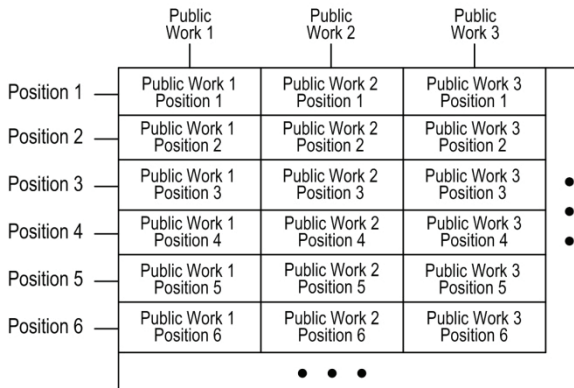 Public
Work 1
Public
Work 2
Public
Work 3
Position 1
Public Work 1
Position 1
Public Work 2
Position 1
Public Work 3
Position 1
Position 2
Public Work 1
Position 2
Public Work 2
Position 2
Public Work 3
Position 2
Position 3
Public Work 1
Position 3
Public Work 2
Position 3
Public Work 3
Position 3
Position 4
Public Work 1
Position 4
Public Work 2
Position 4
Public Work 3
Position 4
Position 5
Public Work 1
Position 5
Public Work 2
Position 5
Public Work 3
Position 5
Position 6
Public Work 1
Position 6
Public Work 2
Position 6
Public Work 3
Position 6